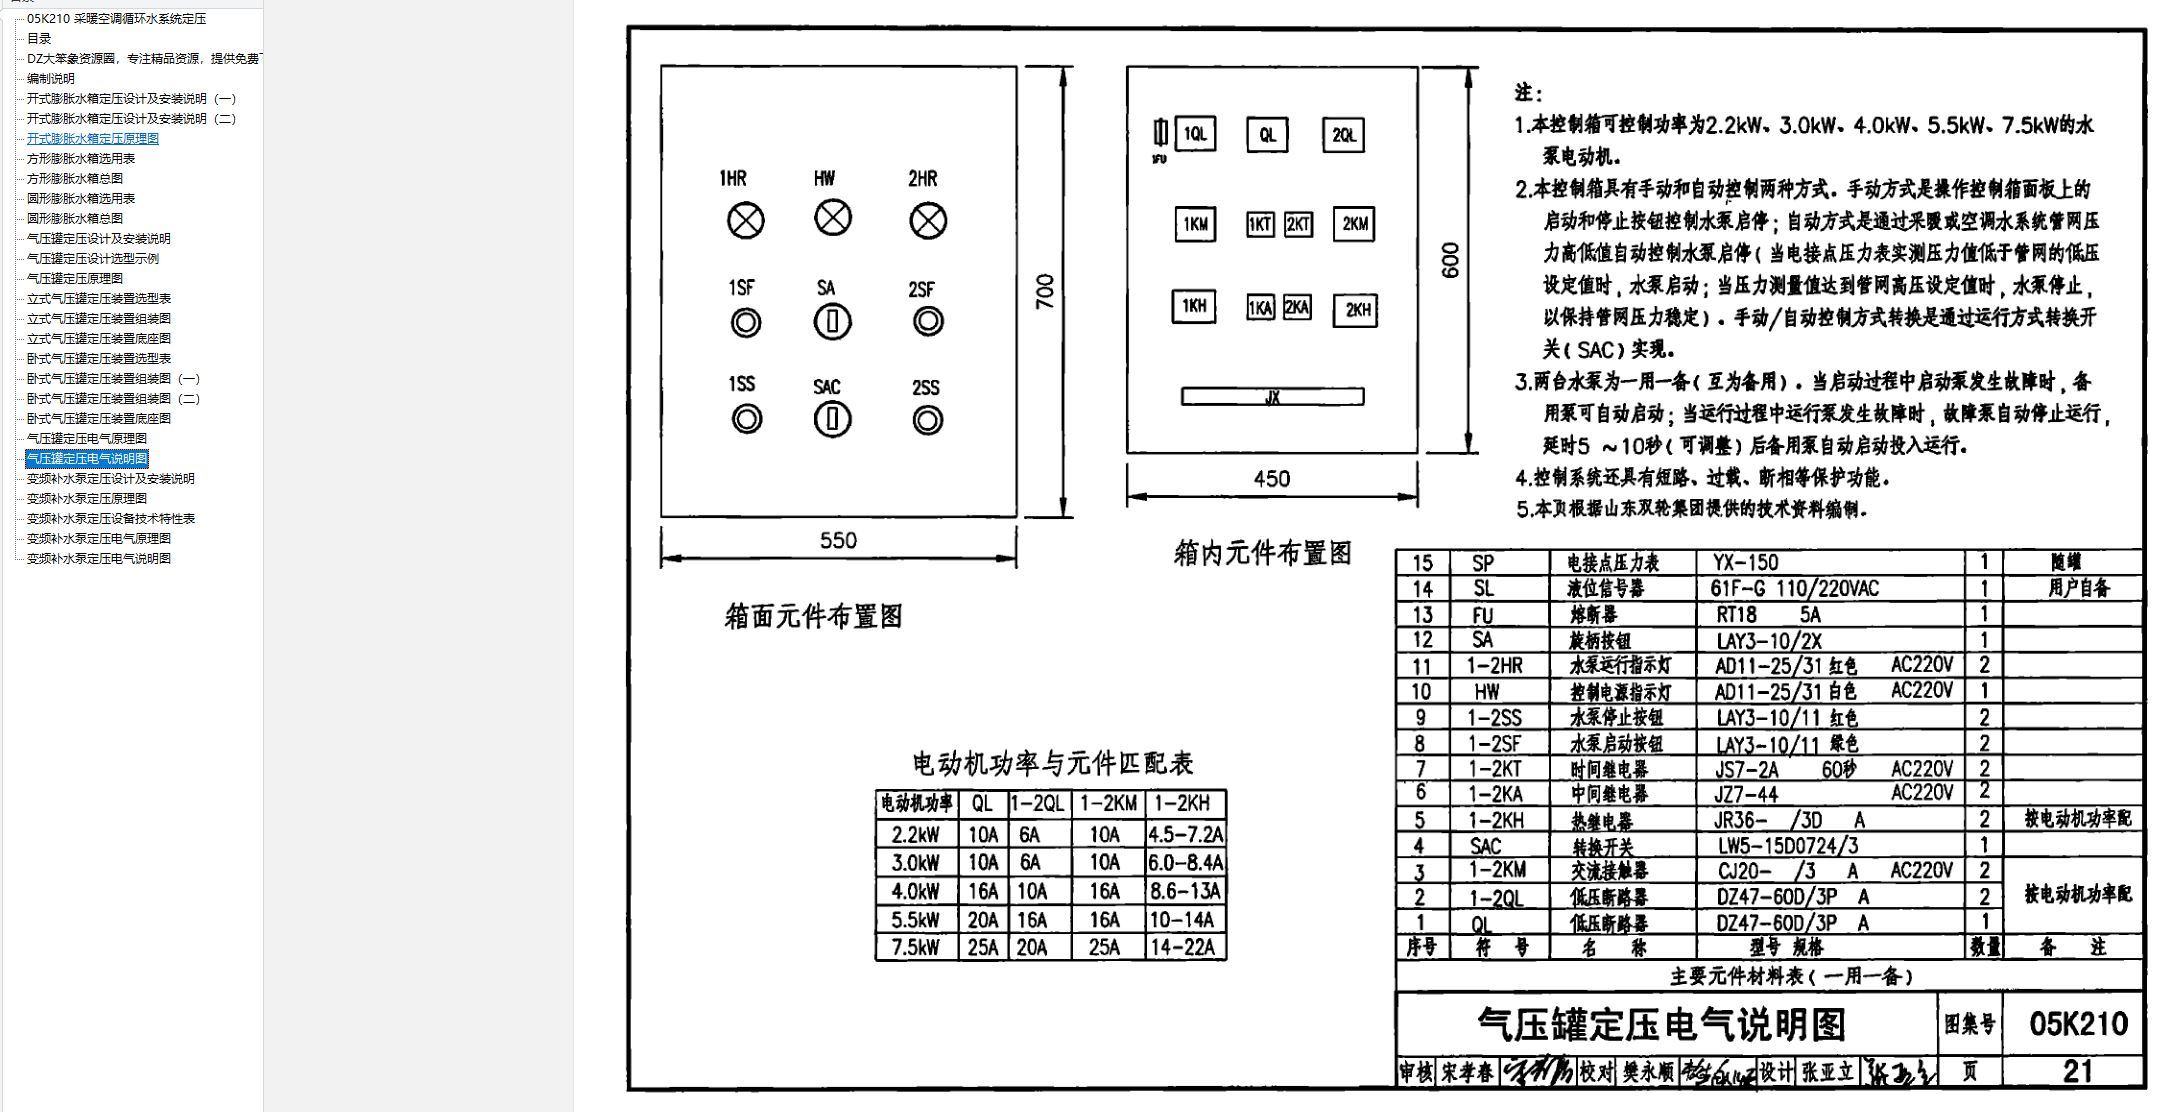 05K210 采暖空调循环水系统定压
目录
DZ大笨象资源圈，专注精品资源，提供免费
编制说明
开式膨胀水箱定压设计及安装说明（一）
开式膨胀水箱定压设计及安装说明（二）
开式膨胀水箱定压原理图
方形膨胀水箱选用表
方形膨胀水箱总图
圆形膨胀水箱选用表
圆形膨胀水箱总图
气压罐定压设计及安装说明
气压罐定压设计选型示例
气压罐定压原理图
立式气压罐定压装置选型表
立式气压罐定压装置组装图
立式气压罐定压装置底座图
卧式气压罐定压装置选型表
卧式气压罐定压装置组装图（一）
卧式气压罐定压装置组装图（二）
卧式气压罐定压装置底座图
气压罐定压电气原理图
气压罐定压电气说明图
变频补水泵定压设计及安装说明
变频补水泵定压原理图
变频补水泵定压设备技术特性表
变频补水泵定压电气原理图
变频补水泵定压电气说明图
1HR HW 2HR
1SF SA 2SF
1SS SAC 2SS
700
550
箱面元件布置图
1FU 1QL QL 2QL
1KM 1KT 2KT 2KM
1KH 1KA 2KA 2KH
JX
600
450
箱内元件布置图
注：
1.本控制箱可控制功率为2.2kW、3.0kW、4.0kW、5.5kW、7.5kW的水
泵电动机。
2.本控制箱具有手动和自动控制两种方式。手动方式是操作控制箱面板上的
启动和停止按钮控制水泵启停；自动方式是通过采暖或空调水系统管网压
力高低值自动控制水泵启停（当电接点压力表实测压力值低于管网的低压
设定值时，水泵启动；当压力测量值达到管网高压设定值时，水泵停止，
以保持管网压力稳定）。手动/自动控制方式转换是通过运行方式转换开
关（SAC）实现。
3.两台水泵为一用一备（互为备用）。当启动过程中启动泵发生故障时，备
用泵可自动启动；当运行过程中运行泵发生故障时，故障泵自动停止运行，
延时5 ~10秒（可调整）后备用泵自动启动投入运行。
4.控制系统还具有短路、过载、断相等保护功能。
5.本页根据山东双轮集团提供的技术资料编制。
电动机功率与元件匹配表
电动机功率 QL 1-2QL 1-2KM 1-2KH
2.2kW 10A 6A 10A 4.5-7.2A
3.0kW 10A 6A 10A 6.0-8.4A
4.0kW 16A 10A 16A 8.6-13A
5.5kW 20A 16A 16A 10-14A
7.5kW 25A 20A 25A 14-22A
15 SP 电接点压力表 YX-150 1 随罐
14 SL 液位信号器 61F-G 110/220VAC 1 用户自备
13 FU 熔断器 RT18 5A 1
12 SA 旋柄按钮 LAY3-10/2X 1
11 1-2HR 水泵运行指示灯 AD11-25/31 红色 AC220V 2
10 HW 控制电源指示灯 AD11-25/31 白色 AC220V 1
9 1-2SS 水泵停止按钮 LAY3-10/11 红色 2
8 1-2SF 水泵启动按钮 LAY3-10/11 绿色 2
7 1-2KT 时间继电器 JS7-2A 60秒 AC220V 2
6 1-2KA 中间继电器 JZ7-44 AC220V 2
5 1-2KH 热继电器 JR36- /3D A 2 按电动机功率配
4 SAC 转换开关 LW5-15D0724/3 1
3 1-2KM 交流接触器 CJ20- /3 A AC220V 2
2 1-2QL 低压断路器 DZ47-60D/3P A 2 按电动机功率配
1 QL 低压断路器 DZ47-60D/3P A 1
序号 符 号 名 称 型号 规格 数量 备 注
主要元件材料表（一用一备）
气压罐定压电气说明图 图集号 05K210
审核 宋孝春 校对 樊永顺 设计 张亚立 页 21